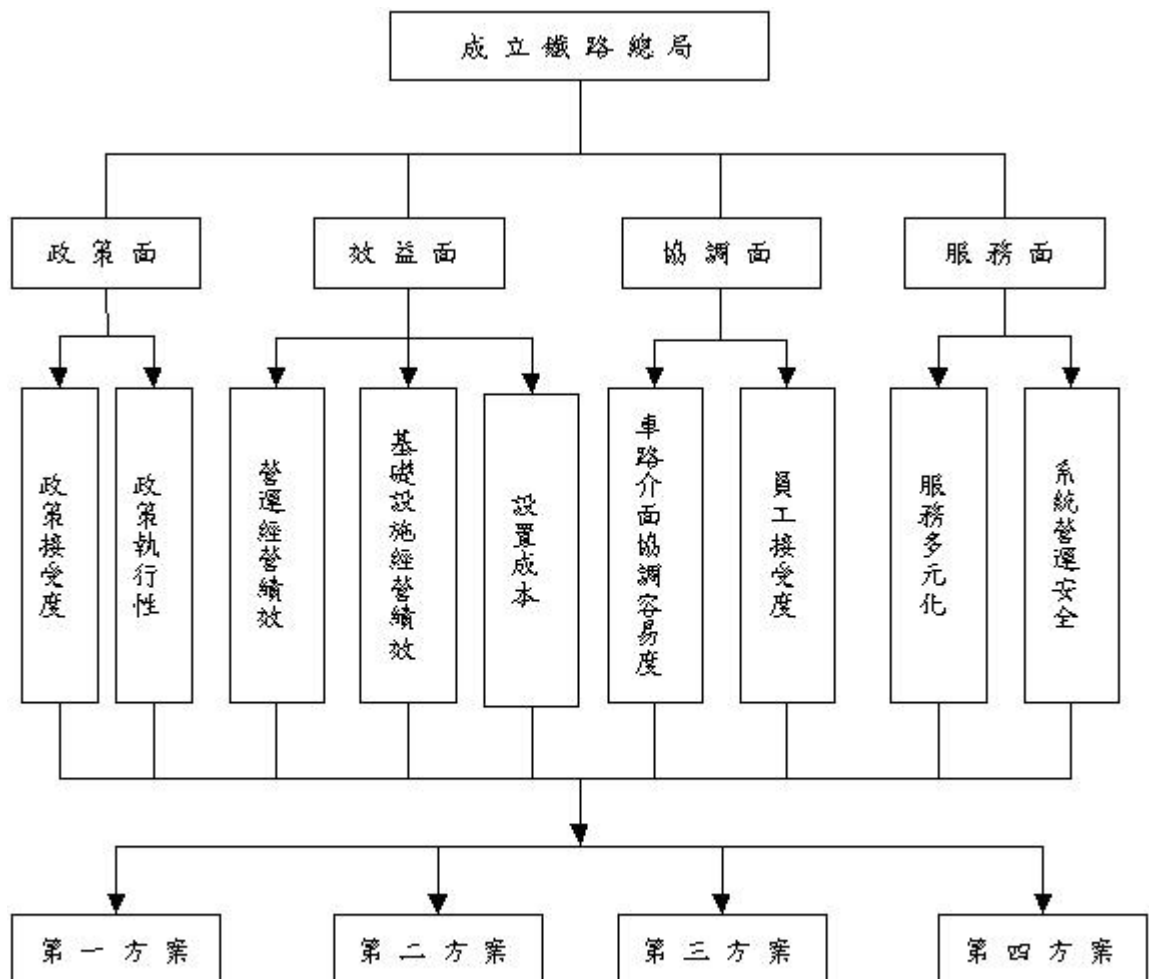 成立鐵路總局
政策面
效益面
協調面
服務面
政策接受度
政策執行性
營運經營績效
基礎設施經營績效
設置成本
車路介面協調容易度
員工接受度
服務多元化
系統營運安全
第一方案
第二方案
第三方案
第四方案